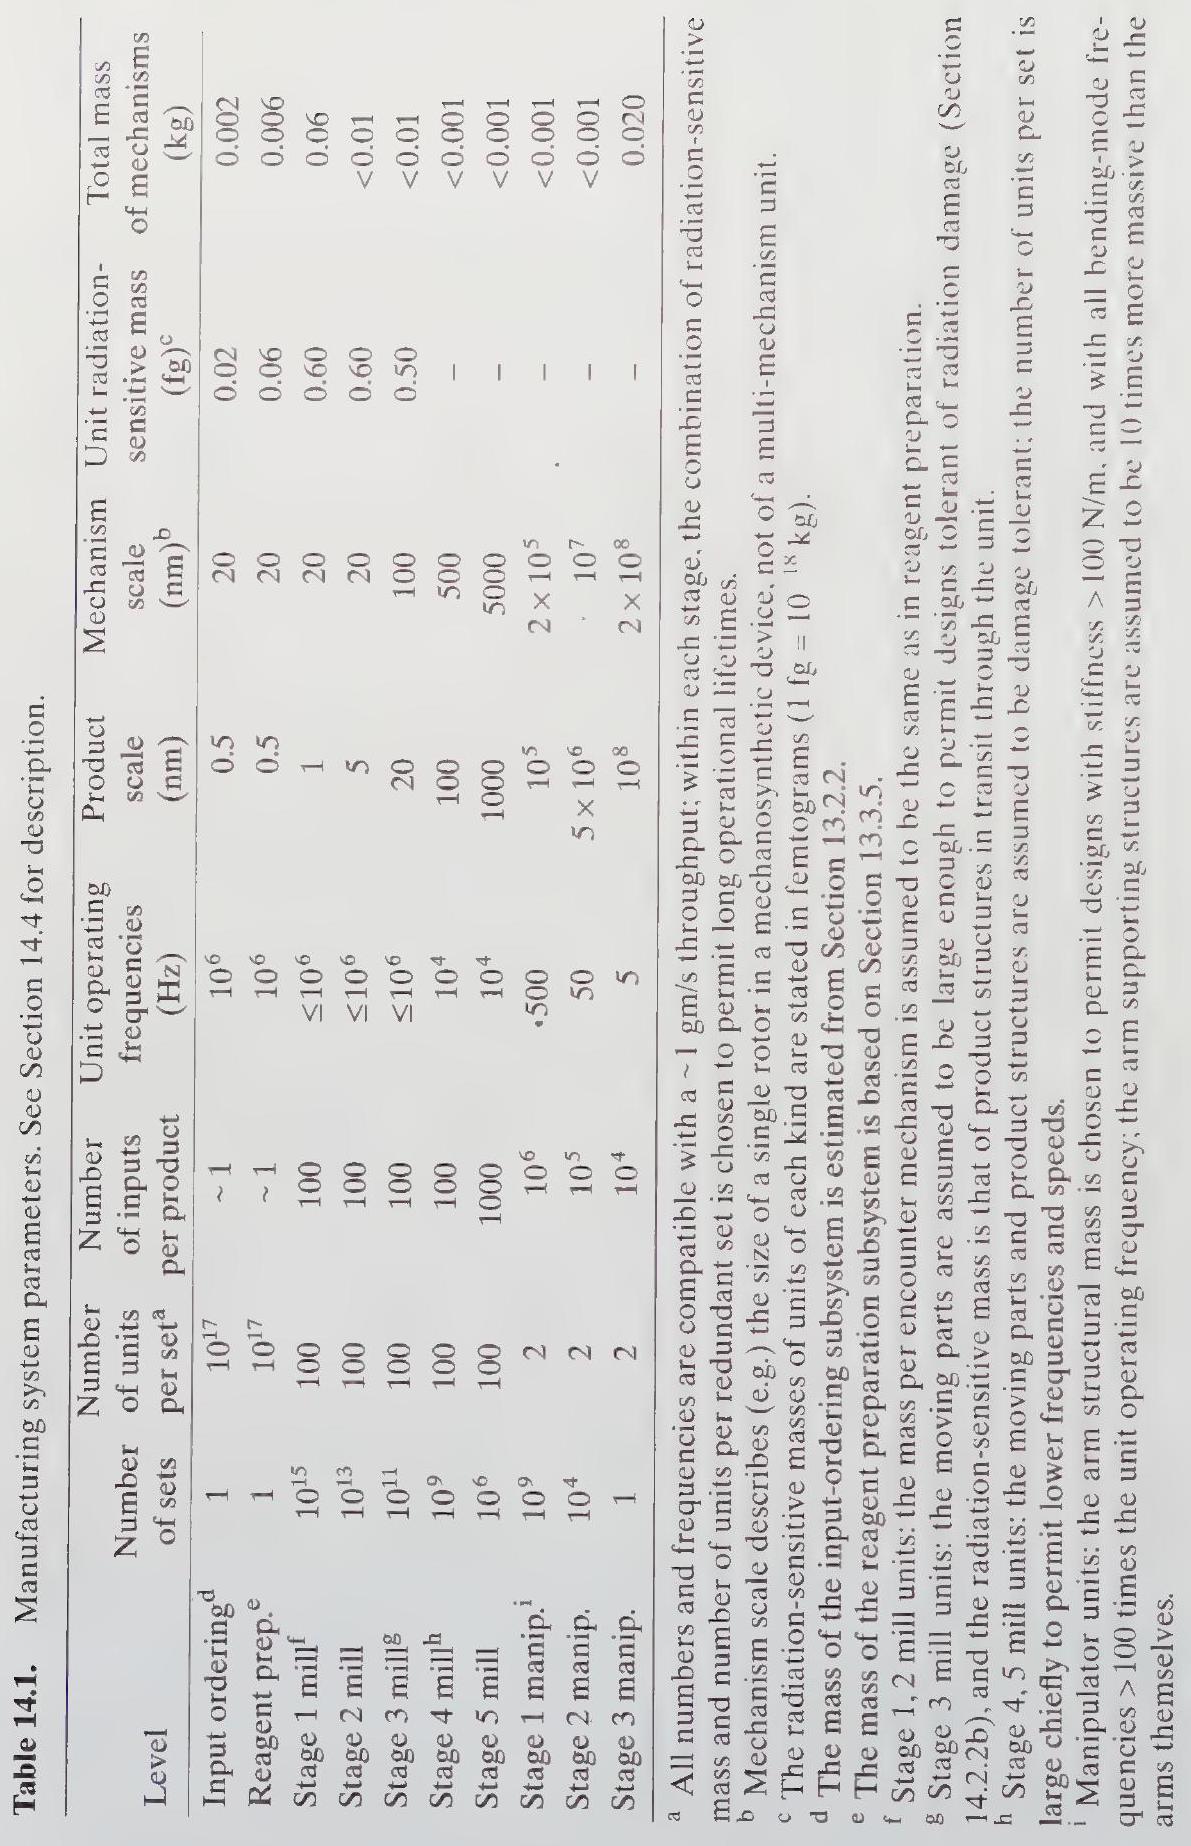 Table 14.1. Manufacturing system parameters. See Section 14.4 for description.
Level | Number of sets | Number of units per set^a | Number of inputs per product | Unit operating frequencies (Hz) | Product scale (nm) | Mechanism scale (nm)^b | Unit radiation-sensitive mass (fg)^c | Total mass of mechanisms (kg)
Input ordering^d 1 10^17 ~1 10^6 0.5 20 0.02 0.002
Reagent prep.^e 1 10^17 ~1 10^6 0.5 20 0.06 0.006
Stage 1 mill^f 10^15 100 100 ≤10^6 1 20 0.60 0.06
Stage 2 mill 10^13 100 100 ≤10^6 5 20 0.60 <0.01
Stage 3 mill^g 10^11 100 100 ≤10^6 20 100 0.50 <0.01
Stage 4 mill^h 10^9 100 100 10^4 100 500 – <0.001
Stage 5 mill 10^6 100 1000 10^4 1000 5000 – <0.001
Stage 1 manip.^i 10^9 2 10^6 500 10^5 2 × 10^5 – <0.001
Stage 2 manip. 10^4 2 10^5 50 5 × 10^6 10^7 – <0.001
Stage 3 manip. 1 2 10^4 5 10^8 2 × 10^8 – 0.020
a All numbers and frequencies are compatible with a ~ 1 gm/s throughput; within each stage, the combination of radiation-sensitive
mass and number of units per redundant set is chosen to permit long operational lifetimes.
b Mechanism scale describes (e.g.) the size of a single rotor in a mechanosynthetic device, not of a multi-mechanism unit.
c The radiation-sensitive masses of units of each kind are stated in femtograms (1 fg = 10^18 kg).
d The mass of the input-ordering subsystem is estimated from Section 13.2.2.
e The mass of the reagent preparation subsystem is based on Section 13.3.5.
f Stage 1, 2 mill units: the mass per encounter mechanism is assumed to be the same as in reagent preparation.
g Stage 3 mill units: the moving parts are assumed to be large enough to permit designs tolerant of radiation damage (Section
14.2.2b), and the radiation-sensitive mass is that of product structures in transit through the unit.
h Stage 4, 5 mill units: the moving parts and product structures are assumed to be damage tolerant; the number of units per set is
large chiefly to permit lower frequencies and speeds.
i Manipulator units: the arm structural mass is chosen to permit designs with stiffness > 100 N/m, and with all bending-mode fre-
quencies > 100 times the unit operating frequency; the arm supporting structures are assumed to be 10 times more massive than the
arms themselves.